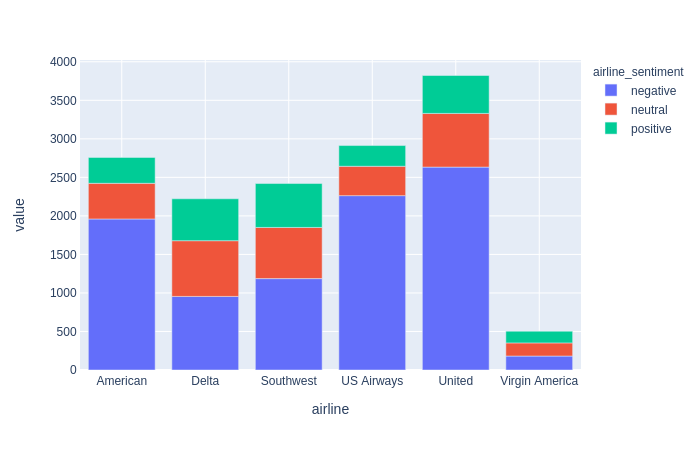 4000
3500
3000
2500
2000
1500
1000
500
0
value
American Delta Southwest US Airways United Virgin America
airline
airline_sentiment
negative
neutral
positive